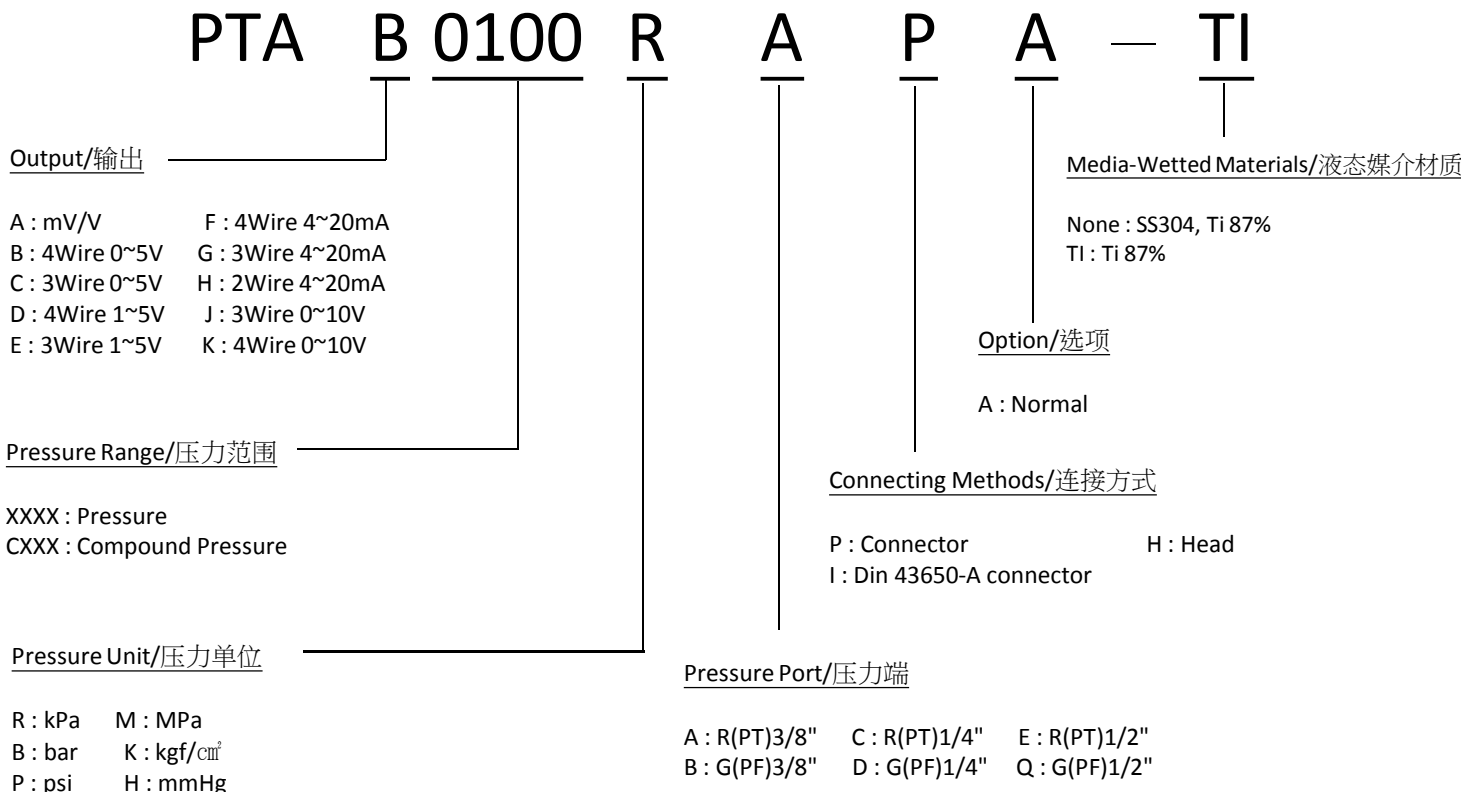 PTA B 0100 R A P A — TI
Output/输出
A : mV/V F : 4Wire 4~20mA
B : 4Wire 0~5V G : 3Wire 4~20mA
C : 3Wire 0~5V H : 2Wire 4~20mA
D : 4Wire 1~5V J : 3Wire 0~10V
E : 3Wire 1~5V K : 4Wire 0~10V
Pressure Range/压力范围
XXXX : Pressure
CXXX : Compound Pressure
Pressure Unit/压力单位
R : kPa M : MPa
B : bar K : kgf/㎠
P : psi H : mmHg
Pressure Port/压力端
A : R(PT)3/8" C : R(PT)1/4" E : R(PT)1/2"
B : G(PF)3/8" D : G(PF)1/4" Q : G(PF)1/2"
Connecting Methods/连接方式
P : Connector H : Head
I : Din 43650-A connector
Option/选项
A : Normal
Media-Wetted Materials/液态媒介材质
None : SS304, Ti 87%
TI : Ti 87%